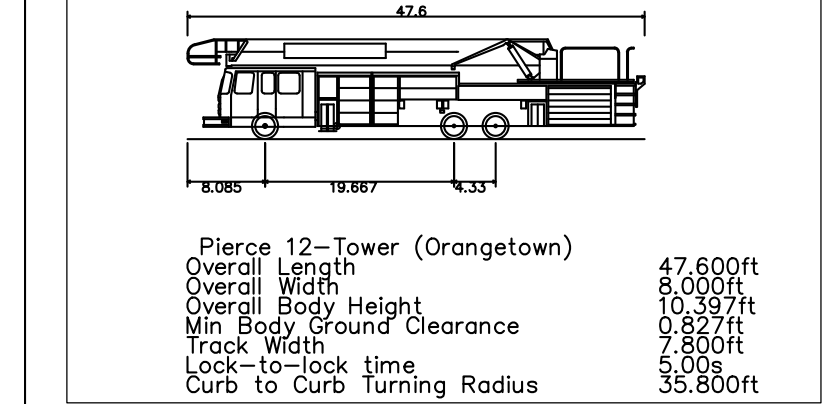 47.6
8.085 19.667 4.33
Pierce 12-Tower (Orangetown)
Overall Length 47.600ft
Overall Width 8.000ft
Overall Body Height 10.397ft
Min Body Ground Clearance 0.827ft
Track Width 7.800ft
Lock-to-lock time 5.00s
Curb to Curb Turning Radius 35.800ft